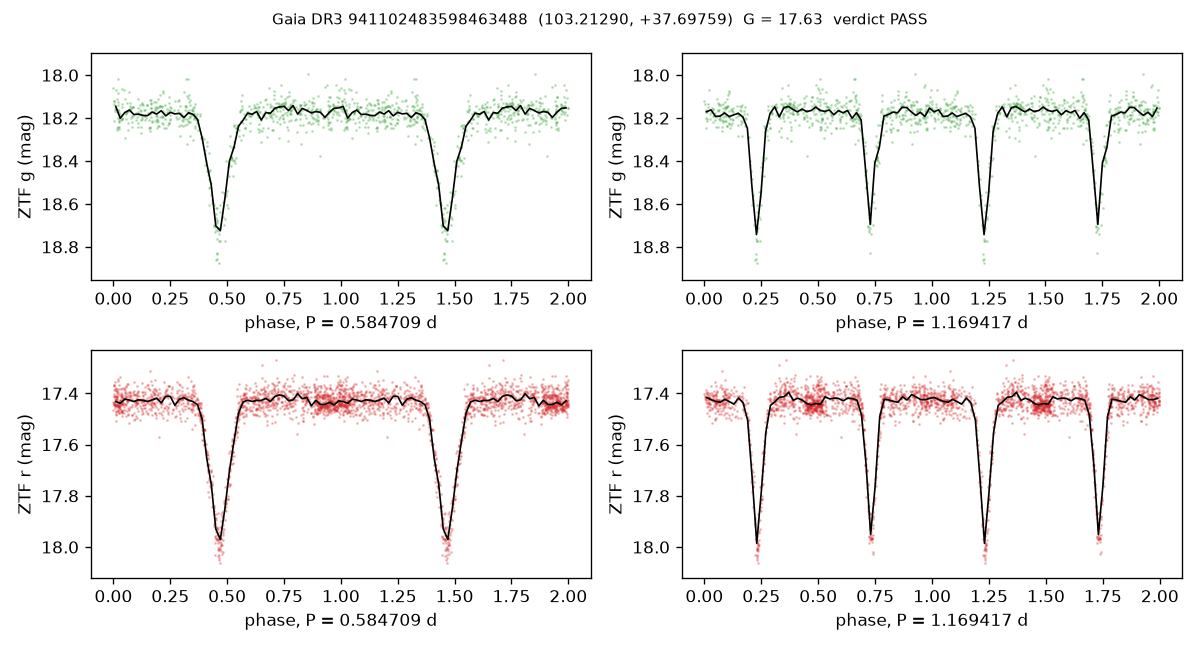 Gaia DR3 941102483598463488 (103.21290, +37.69759) G = 17.63 verdict PASS
ZTF g (mag)
18.0
18.2
18.4
18.6
18.8
0.00 0.25 0.50 0.75 1.00 1.25 1.50 1.75 2.00
phase, P = 0.584709 d
ZTF g (mag)
18.0
18.2
18.4
18.6
18.8
0.00 0.25 0.50 0.75 1.00 1.25 1.50 1.75 2.00
phase, P = 1.169417 d
ZTF r (mag)
17.4
17.6
17.8
18.0
0.00 0.25 0.50 0.75 1.00 1.25 1.50 1.75 2.00
phase, P = 0.584709 d
ZTF r (mag)
17.4
17.6
17.8
18.0
0.00 0.25 0.50 0.75 1.00 1.25 1.50 1.75 2.00
phase, P = 1.169417 d